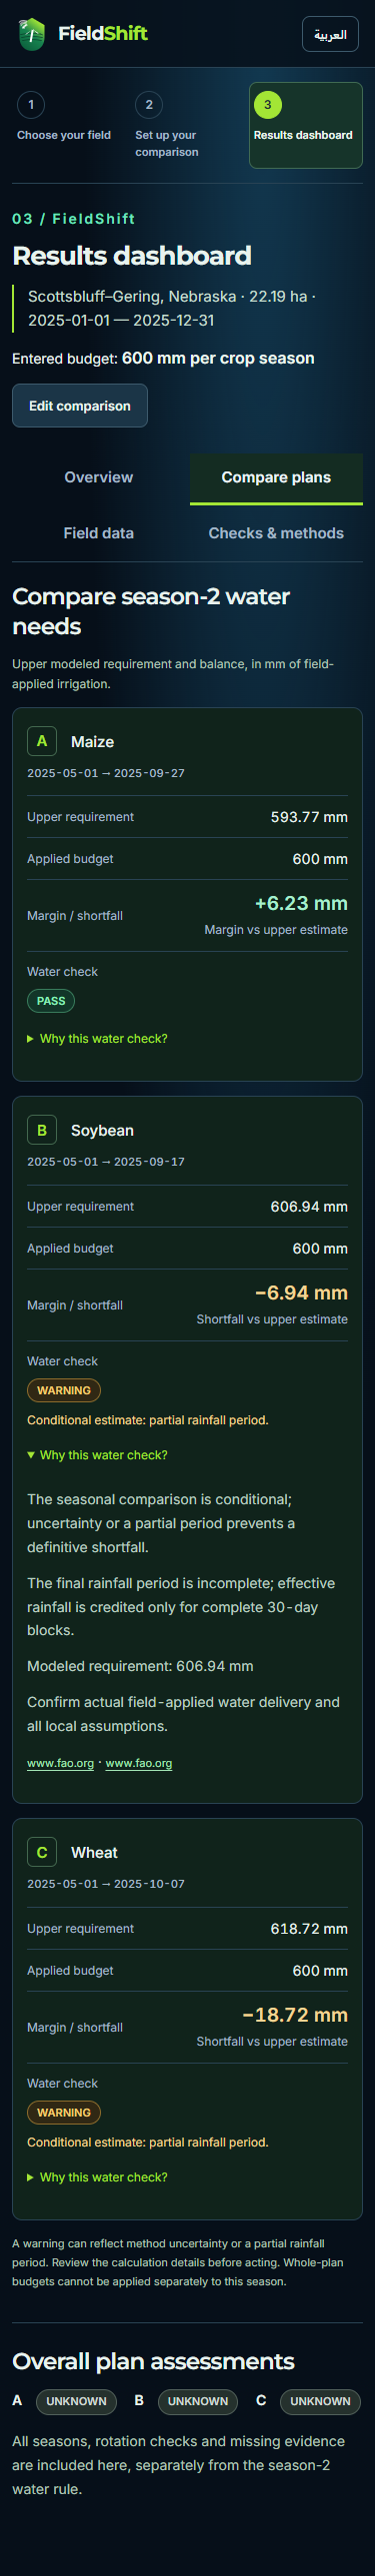 FieldShift
العربية
1
Choose your field
2
Set up your
comparison
3
Results dashboard
03 / FieldShift
Results dashboard
Scottsbluff–Gering, Nebraska · 22.19 ha ·
2025-01-01 — 2025-12-31
Entered budget: 600 mm per crop season
Edit comparison
Overview
Compare plans
Field data
Checks & methods
Compare season-2 water
needs
Upper modeled requirement and balance, in mm of field-
applied irrigation.
A Maize
2025-05-01 → 2025-09-27
Upper requirement 593.77 mm
Applied budget 600 mm
Margin / shortfall +6.23 mm
Margin vs upper estimate
Water check
PASS
▶ Why this water check?
B Soybean
2025-05-01 → 2025-09-17
Upper requirement 606.94 mm
Applied budget 600 mm
Margin / shortfall −6.94 mm
Shortfall vs upper estimate
Water check
WARNING
Conditional estimate: partial rainfall period.
▼ Why this water check?
The seasonal comparison is conditional;
uncertainty or a partial period prevents a
definitive shortfall.
The final rainfall period is incomplete; effective
rainfall is credited only for complete 30-day
blocks.
Modeled requirement: 606.94 mm
Confirm actual field-applied water delivery and
all local assumptions.
www.fao.org · www.fao.org
C Wheat
2025-05-01 → 2025-10-07
Upper requirement 618.72 mm
Applied budget 600 mm
Margin / shortfall −18.72 mm
Shortfall vs upper estimate
Water check
WARNING
Conditional estimate: partial rainfall period.
▶ Why this water check?
A warning can reflect method uncertainty or a partial rainfall
period. Review the calculation details before acting. Whole-plan
budgets cannot be applied separately to this season.
Overall plan assessments
A UNKNOWN B UNKNOWN C UNKNOWN
All seasons, rotation checks and missing evidence
are included here, separately from the season-2
water rule.